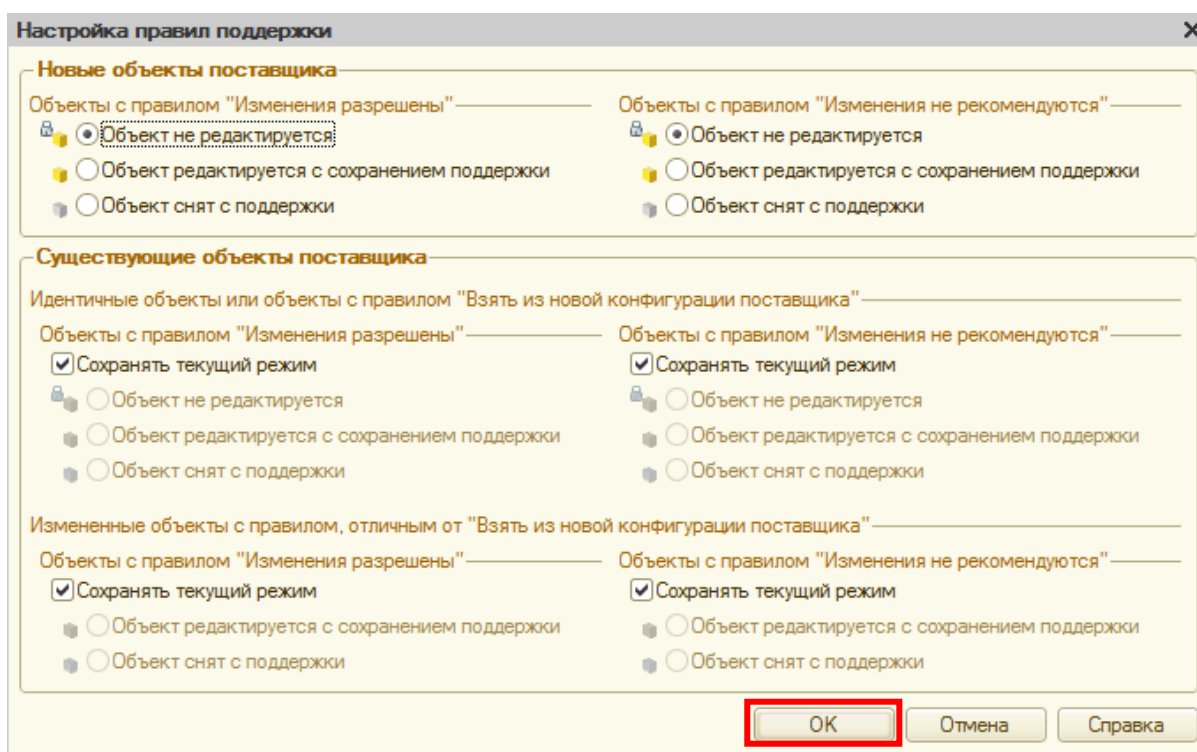 Настройка правил поддержки
Новые объекты поставщика
Объекты с правилом "Изменения разрешены"
Объект не редактируется
Объект редактируется с сохранением поддержки
Объект снят с поддержки
Объекты с правилом "Изменения не рекомендуются"
Объект не редактируется
Объект редактируется с сохранением поддержки
Объект снят с поддержки
Существующие объекты поставщика
Идентичные объекты или объекты с правилом "Взять из новой конфигурации поставщика"
Объекты с правилом "Изменения разрешены"
Сохранять текущий режим
Объект не редактируется
Объект редактируется с сохранением поддержки
Объект снят с поддержки
Объекты с правилом "Изменения не рекомендуются"
Сохранять текущий режим
Объект не редактируется
Объект редактируется с сохранением поддержки
Объект снят с поддержки
Измененные объекты с правилом, отличным от "Взять из новой конфигурации поставщика"
Объекты с правилом "Изменения разрешены"
Сохранять текущий режим
Объект редактируется с сохранением поддержки
Объект снят с поддержки
Объекты с правилом "Изменения не рекомендуются"
Сохранять текущий режим
Объект редактируется с сохранением поддержки
Объект снят с поддержки
OK
Отмена
Справка